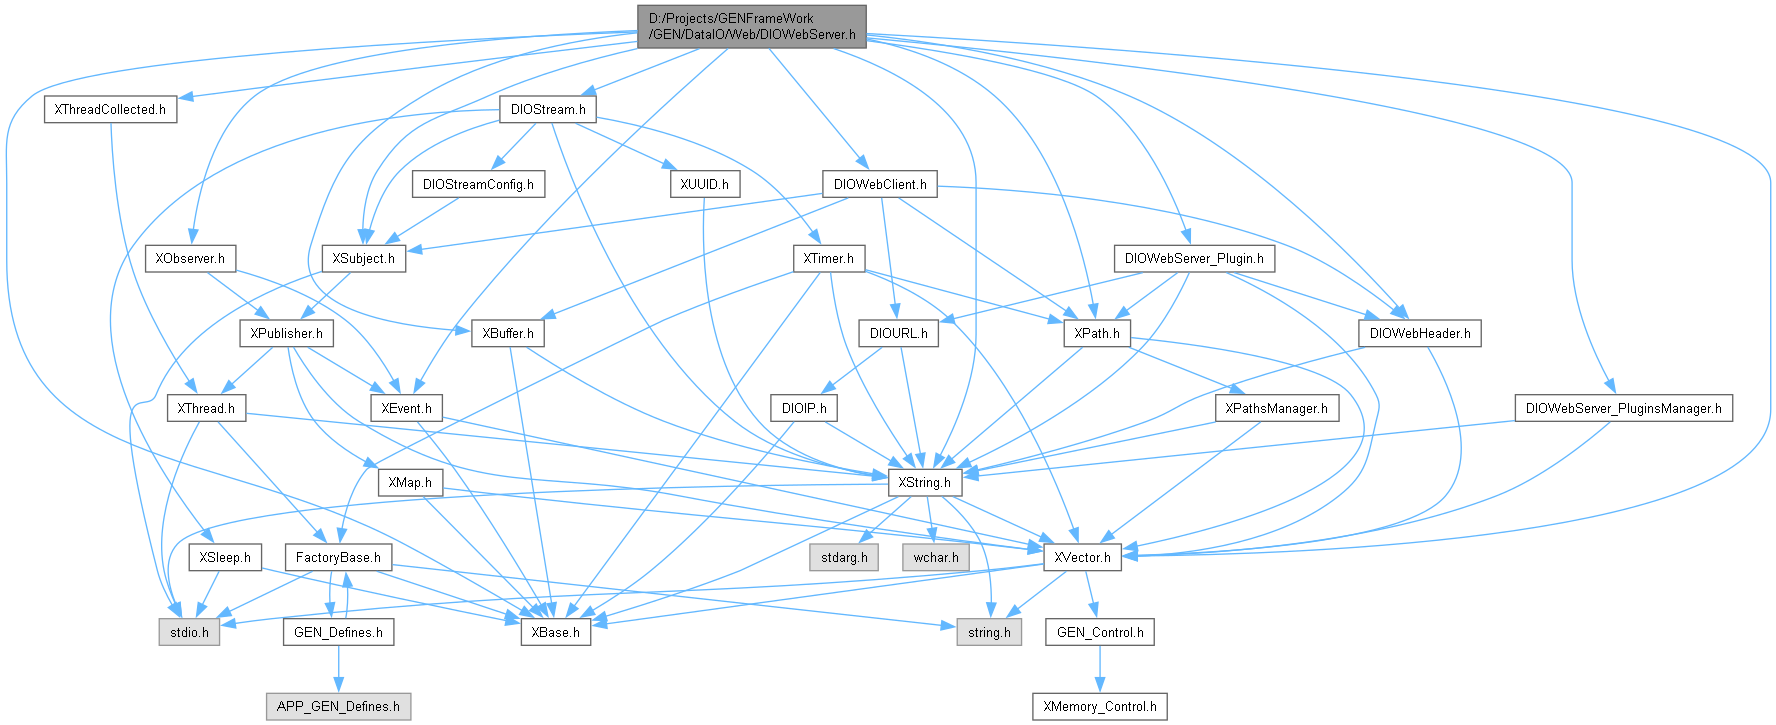 D:/Projects/GENFrameWork
/GEN/DataIO/Web/DIOWebServer.h
XThreadCollected.h
DIOStream.h
DIOStreamConfig.h
XUUID.h
DIOWebClient.h
XObserver.h
XSubject.h
XTimer.h
DIOWebServer_Plugin.h
XPublisher.h
XBuffer.h
DIOURL.h
XPath.h
DIOWebHeader.h
XThread.h
XEvent.h
DIOIP.h
XPathsManager.h
DIOWebServer_PluginsManager.h
XMap.h
XString.h
XSleep.h
FactoryBase.h
stdarg.h
wchar.h
XVector.h
stdio.h
GEN_Defines.h
XBase.h
string.h
GEN_Control.h
APP_GEN_Defines.h
XMemory_Control.h